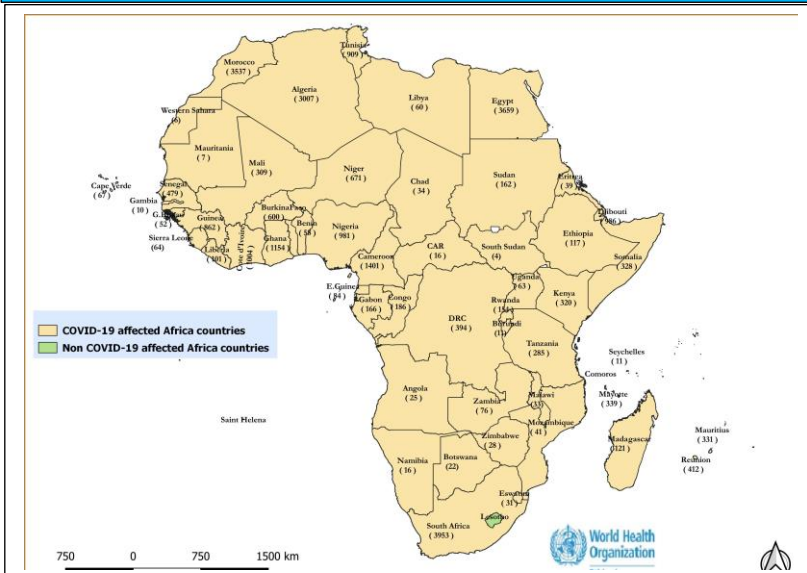 Tunisia
( 909)
Morocco
( 3537)
Algeria
( 3007)
Libya
( 60)
Egypt
( 3659)
Western Sahara
(6)
Mauritania
( 7 )
Mali
( 309)
Niger
( 671)
Chad
( 34 )
Sudan
( 162)
Eritrea
( 39 )
Cape Verde
( 67)
Senegal
( 479)
Gambia
( 10 )
( 52 )
Guinea
( 862)
Sierra Leone
(64)
Liberia
( 101 )
Cote d'Ivoire
( 1004)
Burkina Faso
( 600 )
Ghana
( 1154 )
Benin
Nigeria
( 981)
Cameroon
( 1401)
CAR
( 16 )
South Sudan
(4)
Ethiopia
( 117)
Djibouti
( 986)
Somalia
( 328)
E.Guinea
( 84 )
Gabon
( 166)
Congo
( 186)
DRC
( 394)
Uganda
( 63 )
Rwanda
Burundi
Kenya
( 320)
Tanzania
( 285)
COVID-19 affected Africa countries
Non COVID-19 affected Africa countries
Seychelles
( 11 )
Comoros
Mayotte
( 339)
Angola
( 25 )
Zambia
( 76 )
Malawi
(33)
Mozambique
( 41 )
Saint Helena
Zimbabwe
( 28 )
Madagascar
( 121)
Mauritius
( 331)
Reunion
( 412)
Namibia
( 16 )
Botswana
(22)
Eswatini
( 31 )
Lesotho
South Africa
( 3953)
World Health
Organization
750 0 750 1500 km